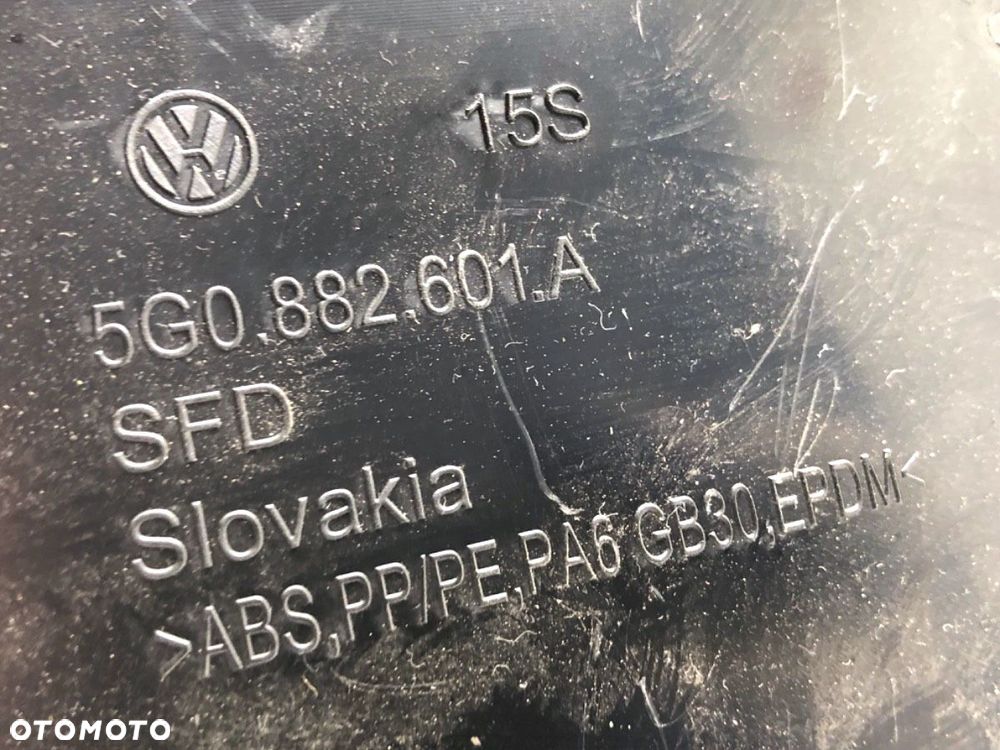 15S
5G0.882.601.A
SFD
Slovakia
>ABS,PP/PE,PA6 GB30,EPDM<
OTOMOTO